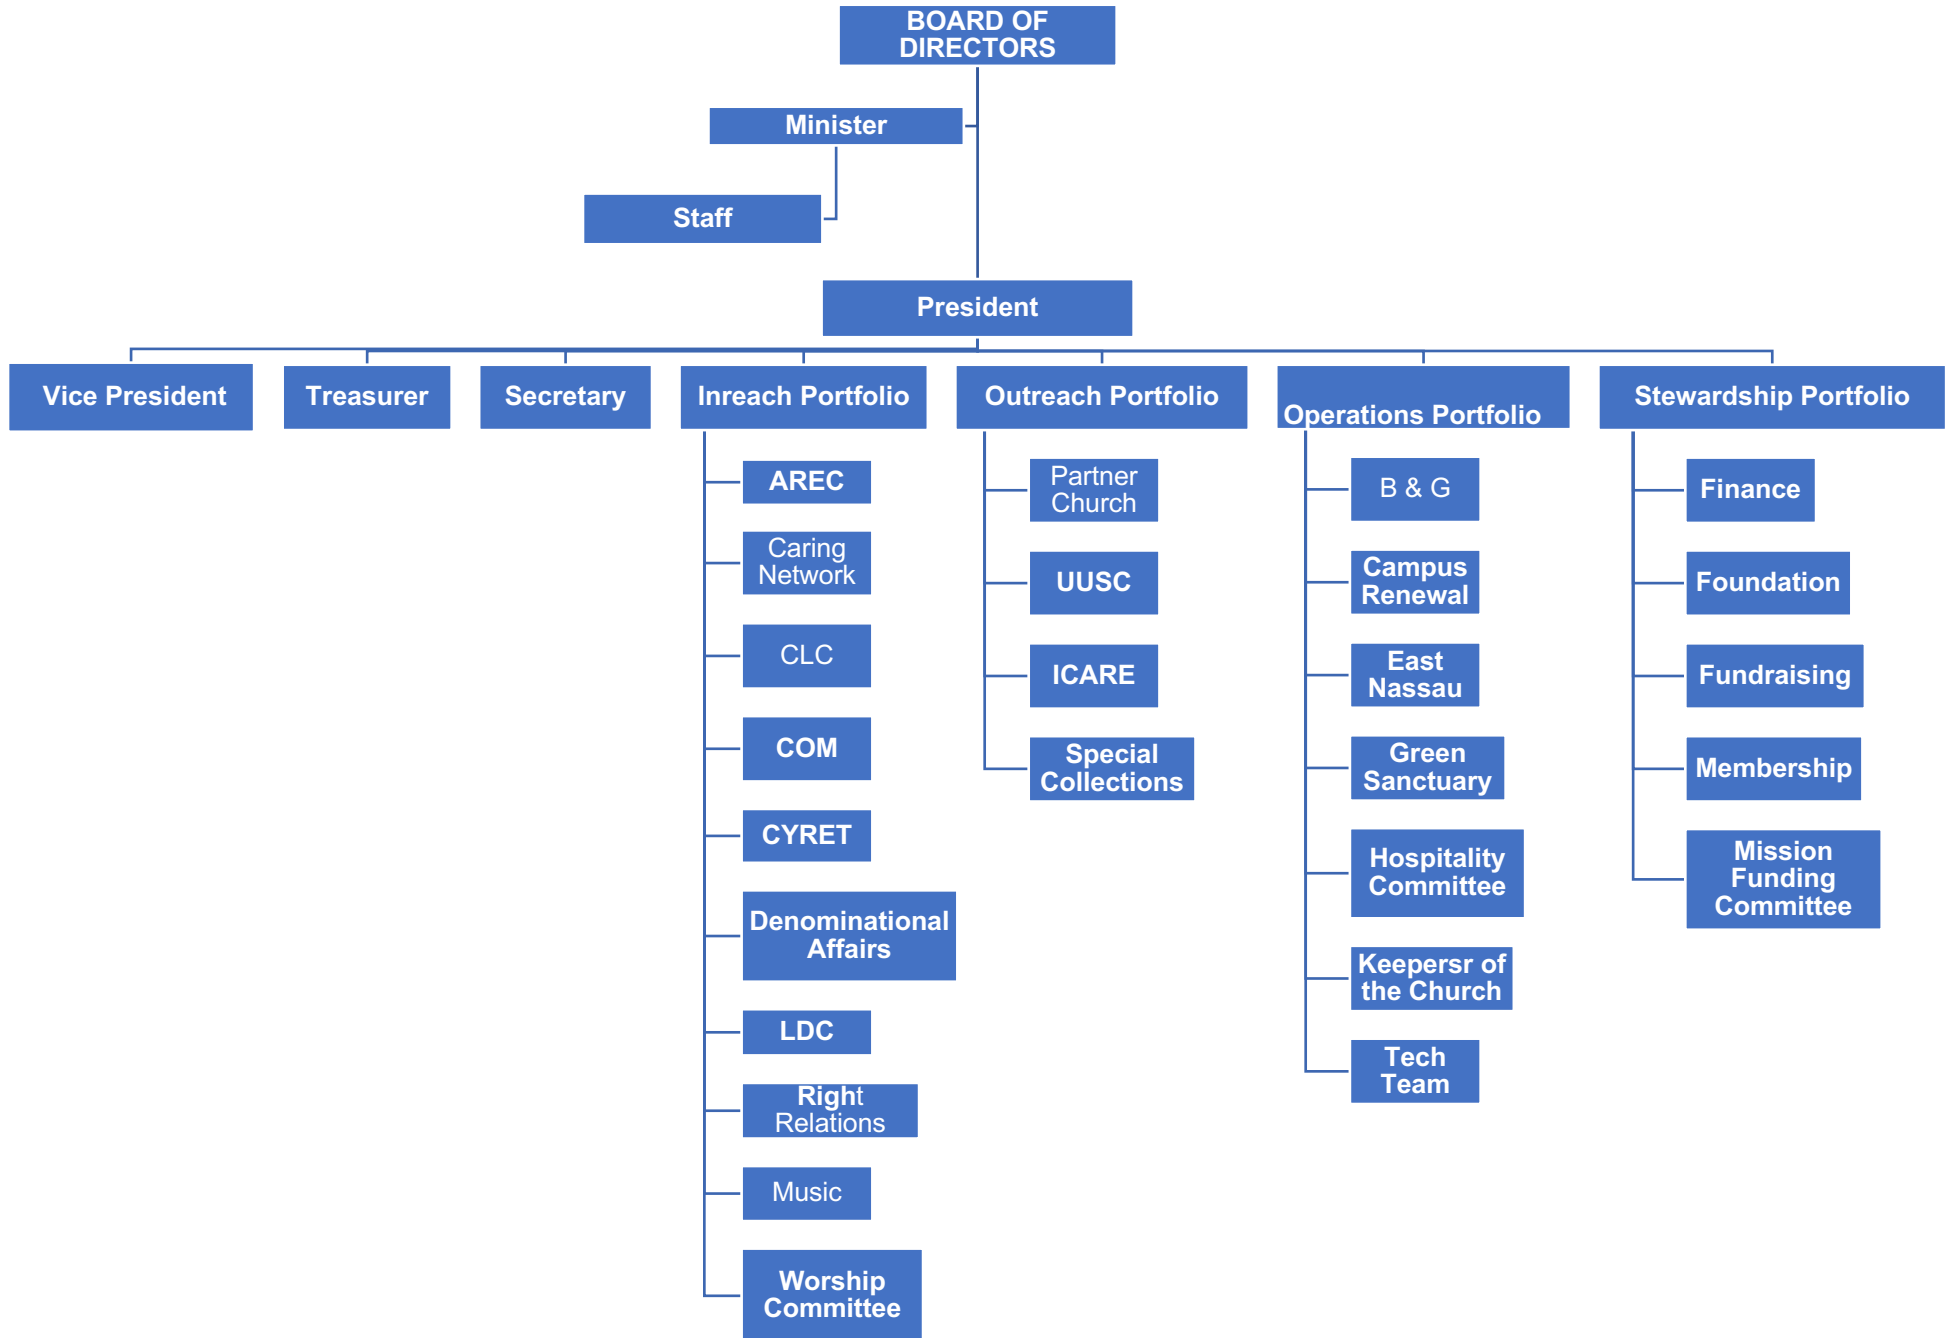 BOARD OF
DIRECTORS
Minister
Staff
President
Vice President
Treasurer
Secretary
Inreach Portfolio
Outreach Portfolio
Operations Portfolio
Stewardship Portfolio
AREC
Caring
Network
CLC
COM
CYRET
Denominational
Affairs
LDC
Right
Relations
Music
Worship
Committee
Partner
Church
UUSC
ICARE
Special
Collections
B & G
Campus
Renewal
East
Nassau
Green
Sanctuary
Hospitality
Committee
Keepersr of
the Church
Tech
Team
Finance
Foundation
Fundraising
Membership
Mission
Funding
Committee